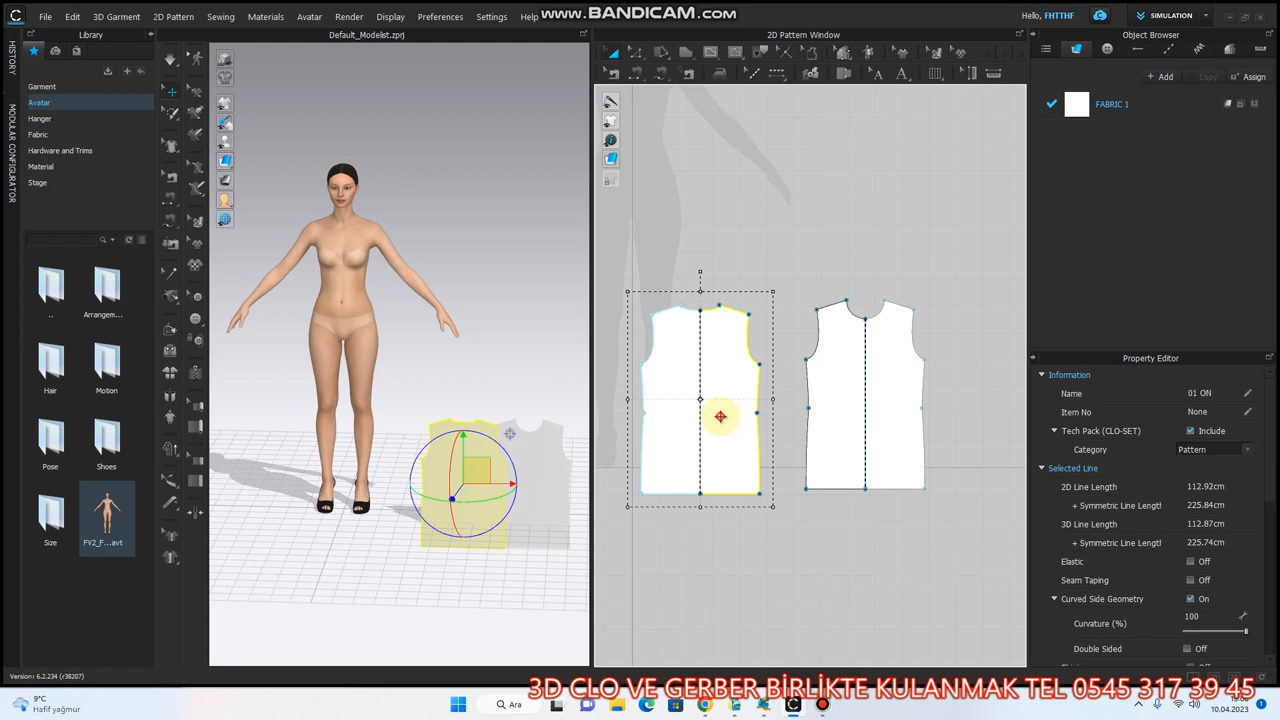 www.BANDICAM.com
File Edit 3D Garment 2D Pattern Sewing Materials Avatar Render Display Preferences Settings Help
Hello, FHTTHF
SIMULATION
HISTORY
MODULAR CONFIGURATOR
Library
Default_Modelist.zprj
2D Pattern Window
Object Browser
Garment
Avatar
Hanger
Fabric
Hardware and Trims
Material
Stage
+ Add
Copy
Assign
FABRIC 1
..
Arrangem...
Hair
Motion
Pose
Shoes
Size
FV2_F...avt
Property Editor
Information
Name 01 ON
Item No None
Tech Pack (CLO-SET) Include
Category Pattern
Selected Line
2D Line Length 112.92cm
+ Symmetric Line Lengtl 225.84cm
3D Line Length 112.87cm
+ Symmetric Line Lengtl 225.74cm
Elastic Off
Seam Taping Off
Curved Side Geometry On
Curvature (%) 100
Double Sided Off
Version: 6.2.234 (r38207)
3D CLO VE GERBER BİRLİKTE KULANMAK TEL 0545 317 39 45
9°C
Hafif yağmur
Ara
10.04.2023